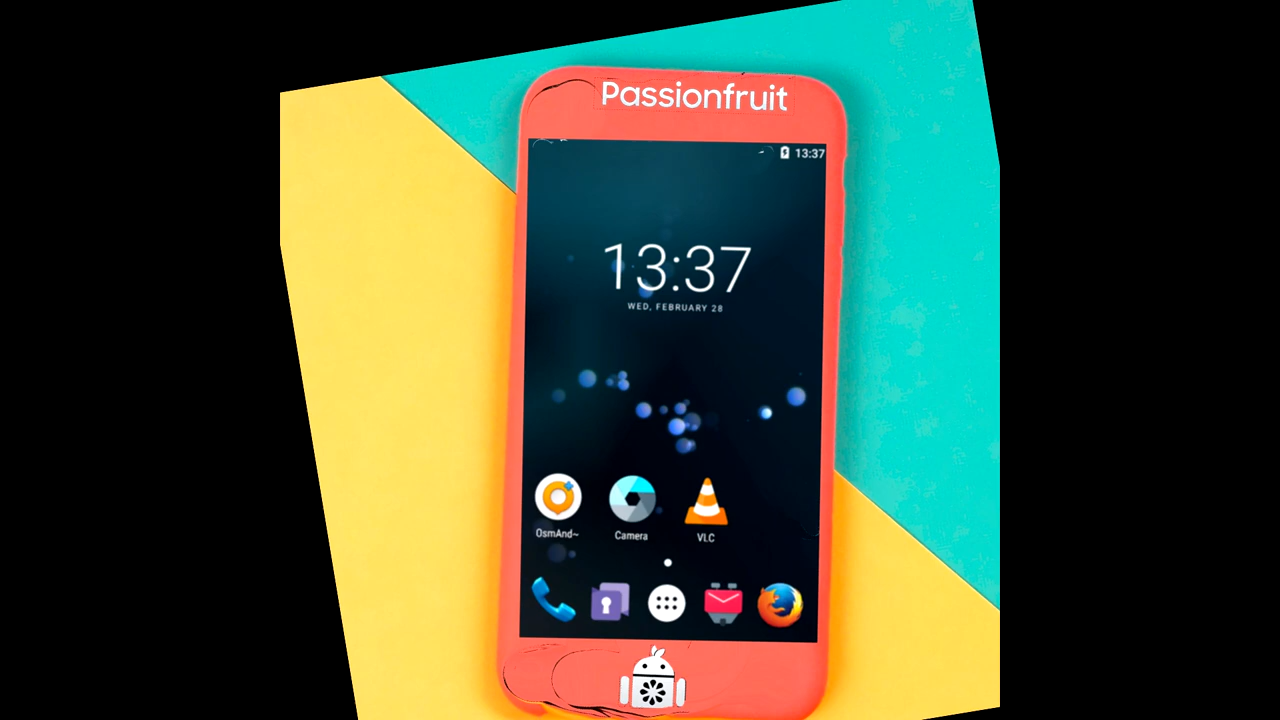 Passionfruit
13:37
13:37
WED, FEBRUARY 28
OsmAnd~
Camera
VLC